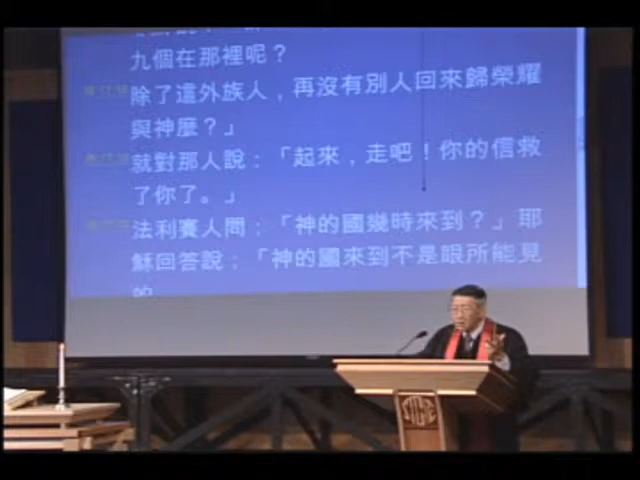 九個在那裡呢？
除了這外族人，再沒有別人回來歸榮耀
與神麼？」
就對那人說：「起來，走吧！你的信救
了你了。」
法利賽人問：「神的國幾時來到？」耶
穌回答說：「神的國來到不是眼所能見
的